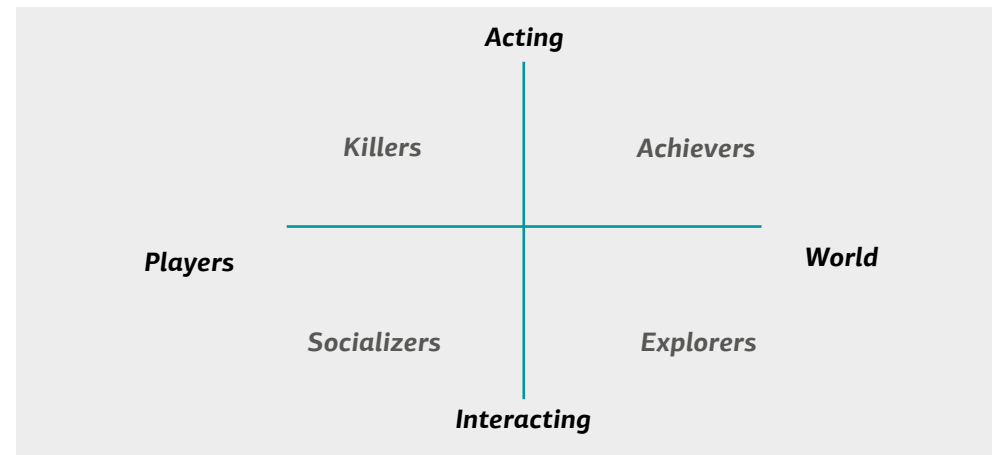 Acting
Killers
Achievers
Players
World
Socializers
Explorers
Interacting